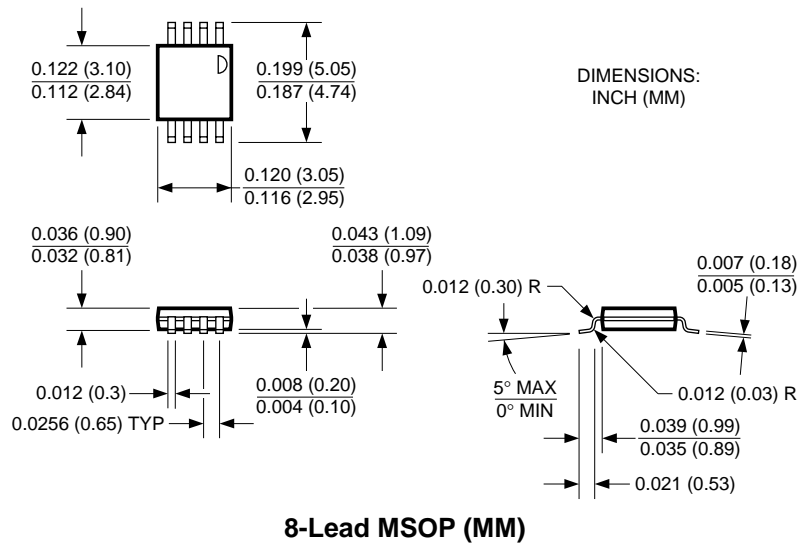 0.122 (3.10)
0.112 (2.84)
0.199 (5.05)
0.187 (4.74)
DIMENSIONS:
INCH (MM)
0.120 (3.05)
0.116 (2.95)
0.036 (0.90)
0.032 (0.81)
0.043 (1.09)
0.038 (0.97)
0.012 (0.30) R
0.007 (0.18)
0.005 (0.13)
0.012 (0.3)
0.0256 (0.65) TYP
0.008 (0.20)
0.004 (0.10)
5° MAX
0° MIN
0.012 (0.03) R
0.039 (0.99)
0.035 (0.89)
0.021 (0.53)
8-Lead MSOP (MM)